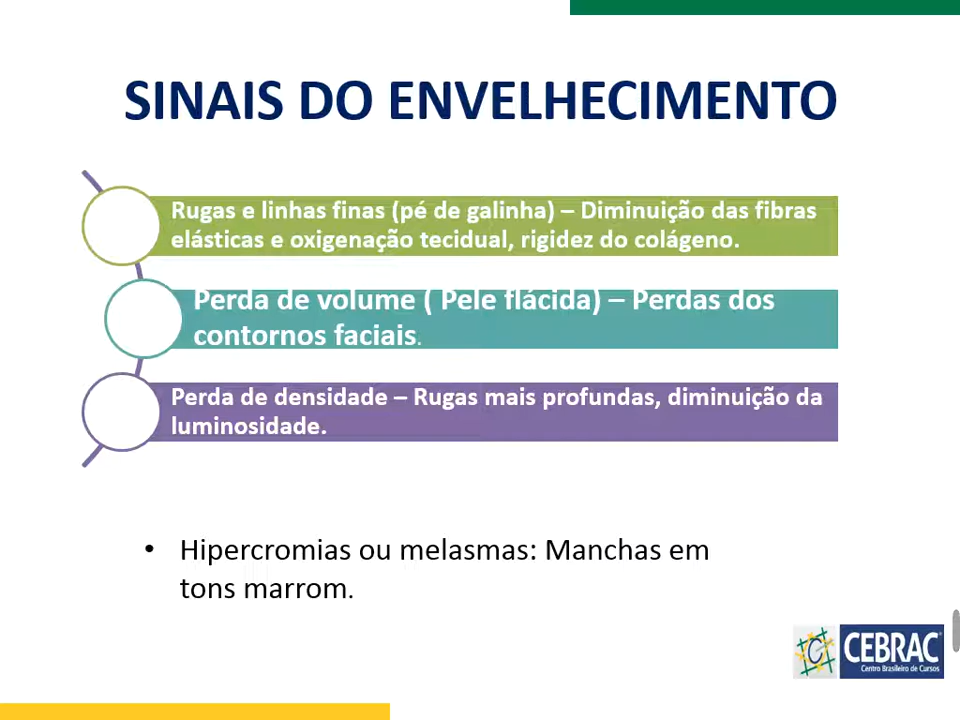 SINAIS DO ENVELHECIMENTO
Rugas e linhas finas (pé de galinha) – Diminuição das fibras
elásticas e oxigenação tecidual, rigidez do colágeno.
Perda de volume ( Pele flácida) – Perdas dos
contornos faciais.
Perda de densidade – Rugas mais profundas, diminuição da
luminosidade.
• Hipercromias ou melasmas: Manchas em
tons marrom.
CEBRAC
Centro Brasileiro de Cursos